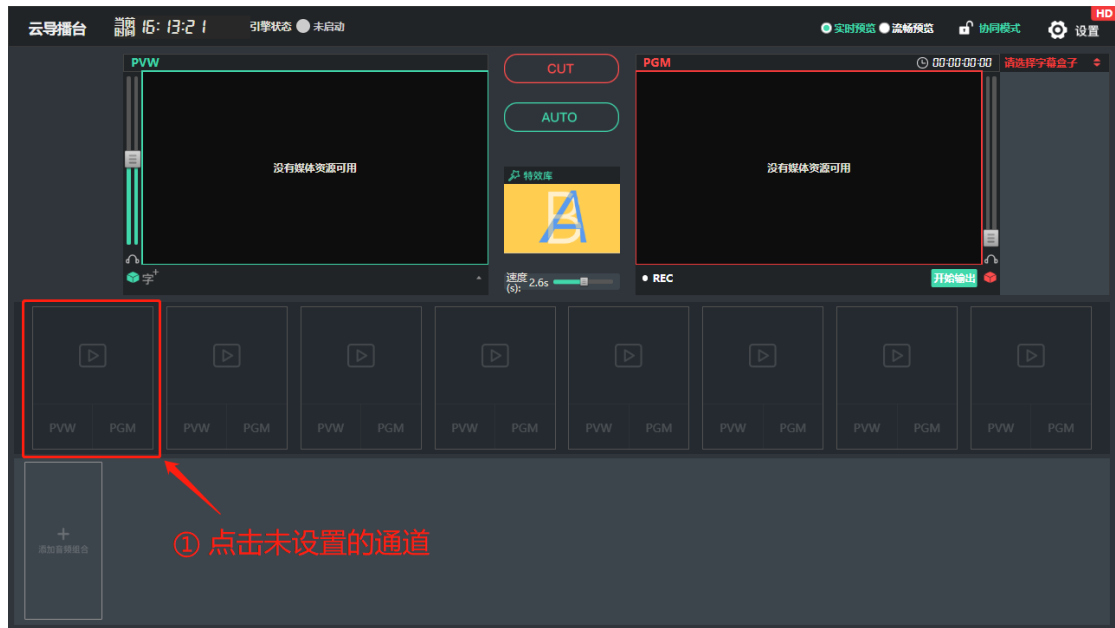 云导播台
当前时间 16:13:21
引擎状态 未启动
实时预览 流畅预览
协同模式
设置
HD
PVW
CUT
AUTO
特效库
B A
速度(s): 2.6s
PGM
00:00:00:00
请选择字幕盒子
没有媒体资源可用
没有媒体资源可用
字+
REC
开始输出
PVW PGM
PVW PGM
PVW PGM
PVW PGM
PVW PGM
PVW PGM
PVW PGM
PVW PGM
+
添加音频组合
① 点击未设置的通道